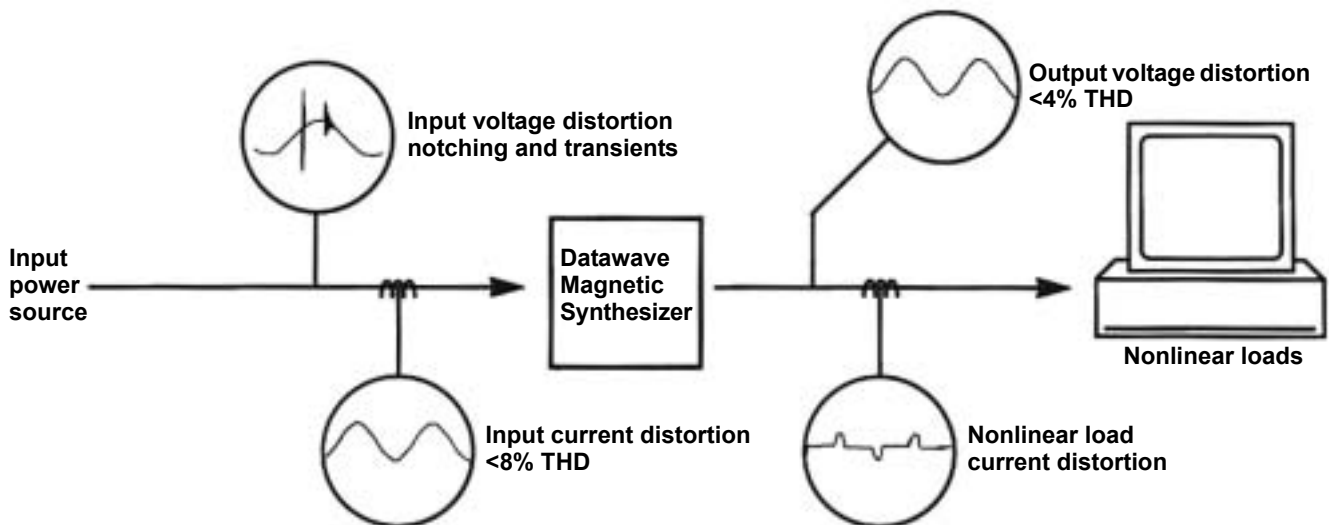 Input voltage distortion
notching and transients
Output voltage distortion
<4% THD
Input
power
source
Datawave
Magnetic
Synthesizer
Nonlinear loads
Input current distortion
<8% THD
Nonlinear load
current distortion